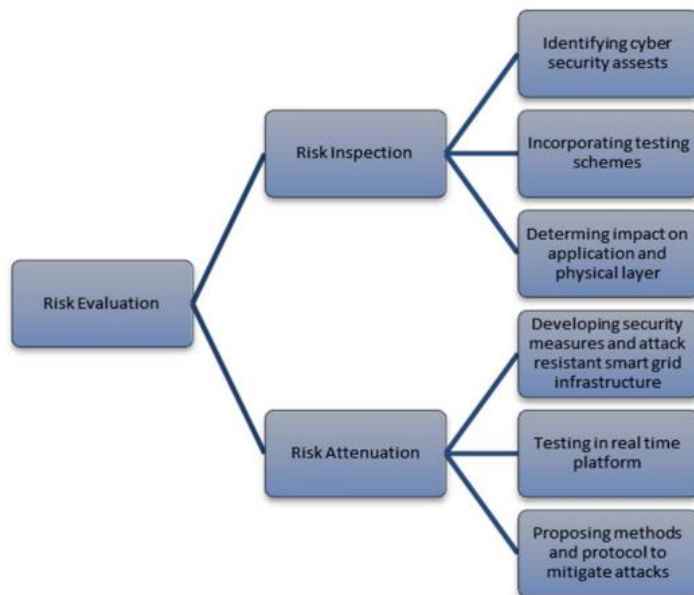 Identifying cyber
security assests
Risk Inspection
Incorporating testing
schemes
Determing impact on
application and
physical layer
Risk Evaluation
Developing security
measures and attack
resistant smart grid
infrastructure
Risk Attenuation
Testing in real time
platform
Proposing methods
and protocol to
mitigate attacks